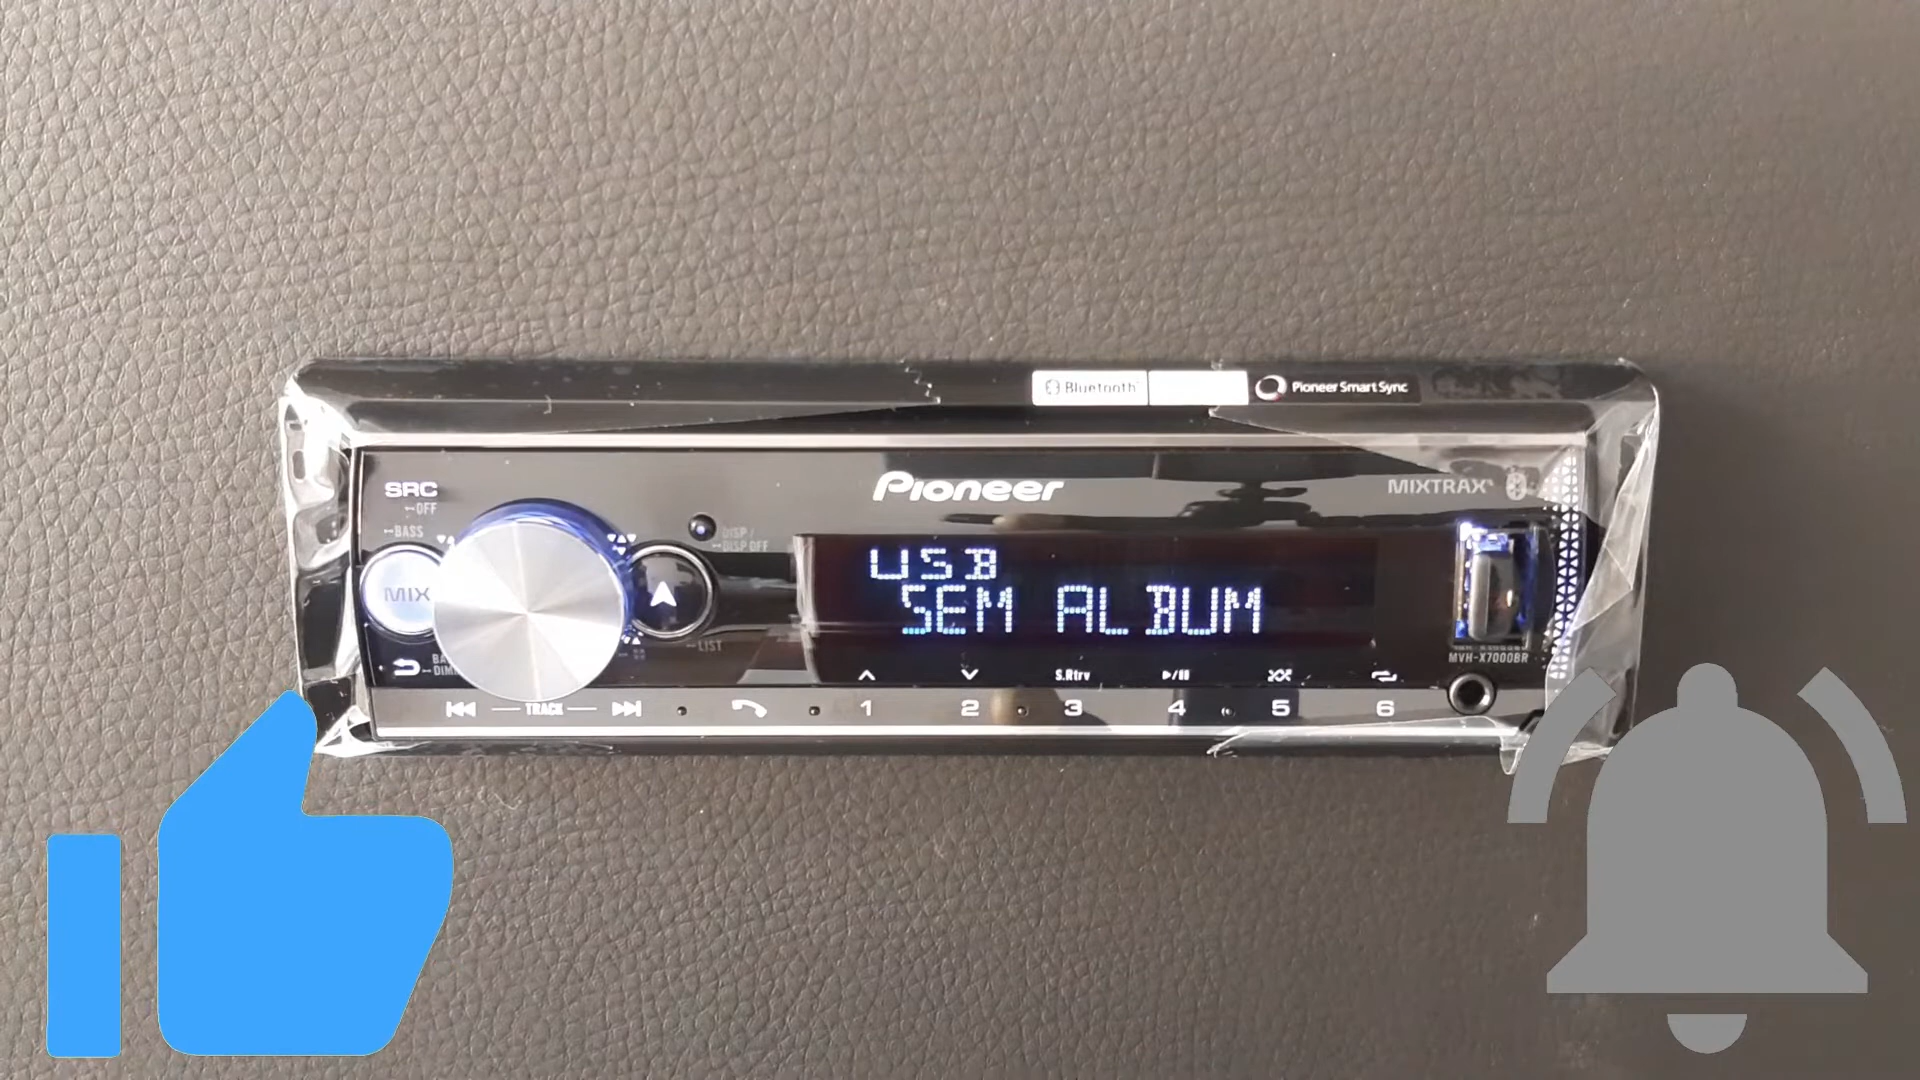 Bluetooth
Pioneer Smart Sync
SRC
OFF
BASS
MIX
DISP /
DISP OFF
LIST
Pioneer
MIXTRAX
USB
SEM ALBUM
MVH-X7000BR
S.Rtrv
TRACK
1 2 3 4 5 6